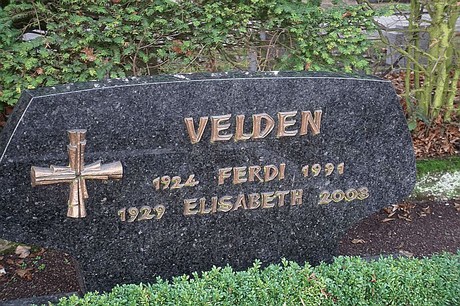 VELDEN
1924 FERDI 1991
1929 ELISABETH 2008